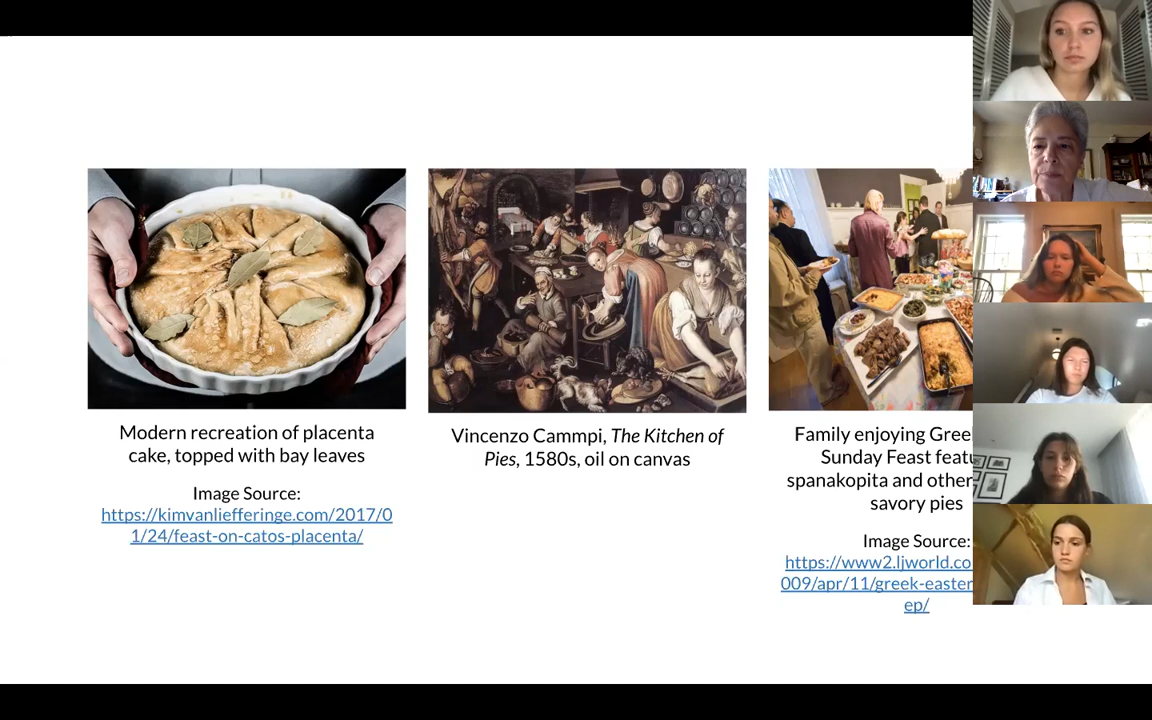 Modern recreation of placenta
cake, topped with bay leaves
Image Source:
https://kimvanliefferinge.com/2017/0
1/24/feast-on-catos-placenta/
Vincenzo Cammpi, The Kitchen of
Pies, 1580s, oil on canvas
Family enjoying Gree
Sunday Feast featu
spanakopita and other
savory pies
Image Source:
https://www2.ljworld.co
009/apr/11/greek-easter
ep/